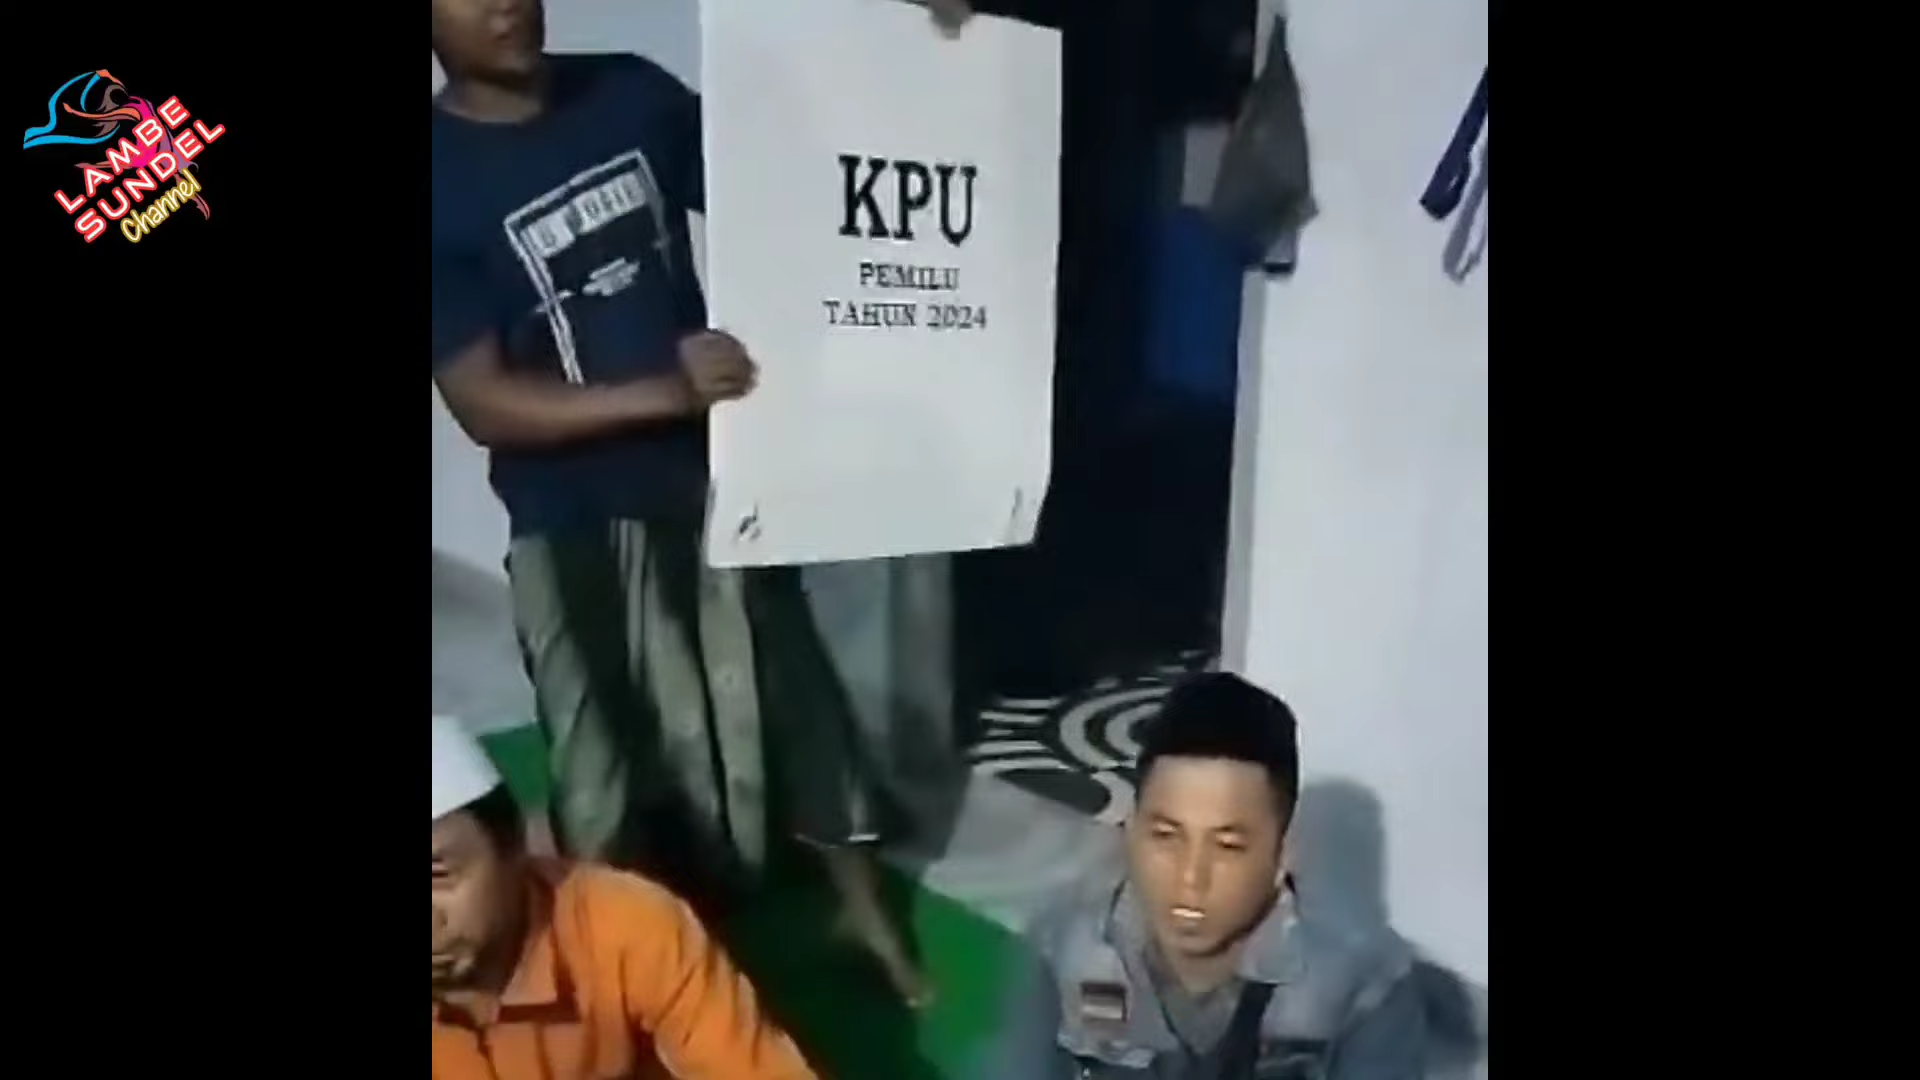 LAMBE
SUNDEL
Channel
KPU
PEMILU
TAHUN 2024